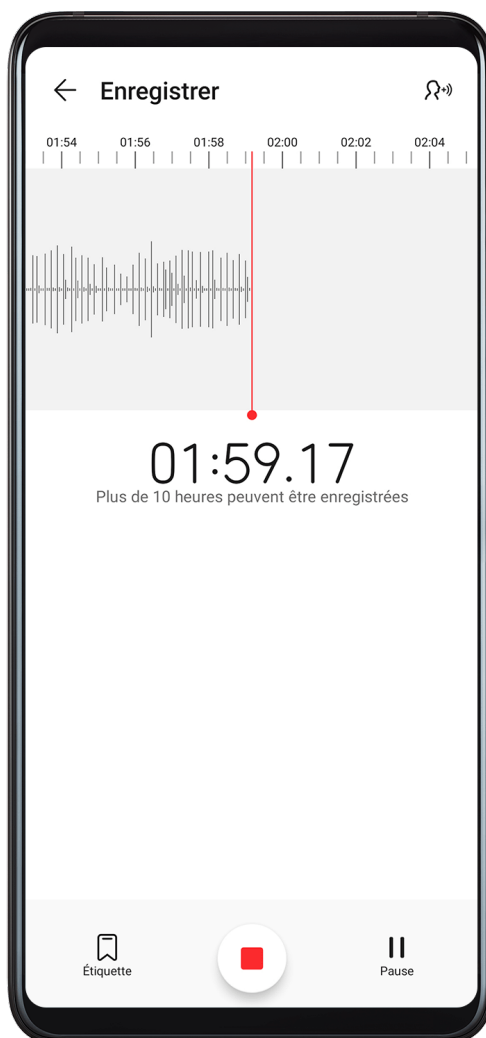 Enregistrer
01:54 01:56 01:58 02:00 02:02 02:04
01:59.17
Plus de 10 heures peuvent être enregistrées
Étiquette
Pause